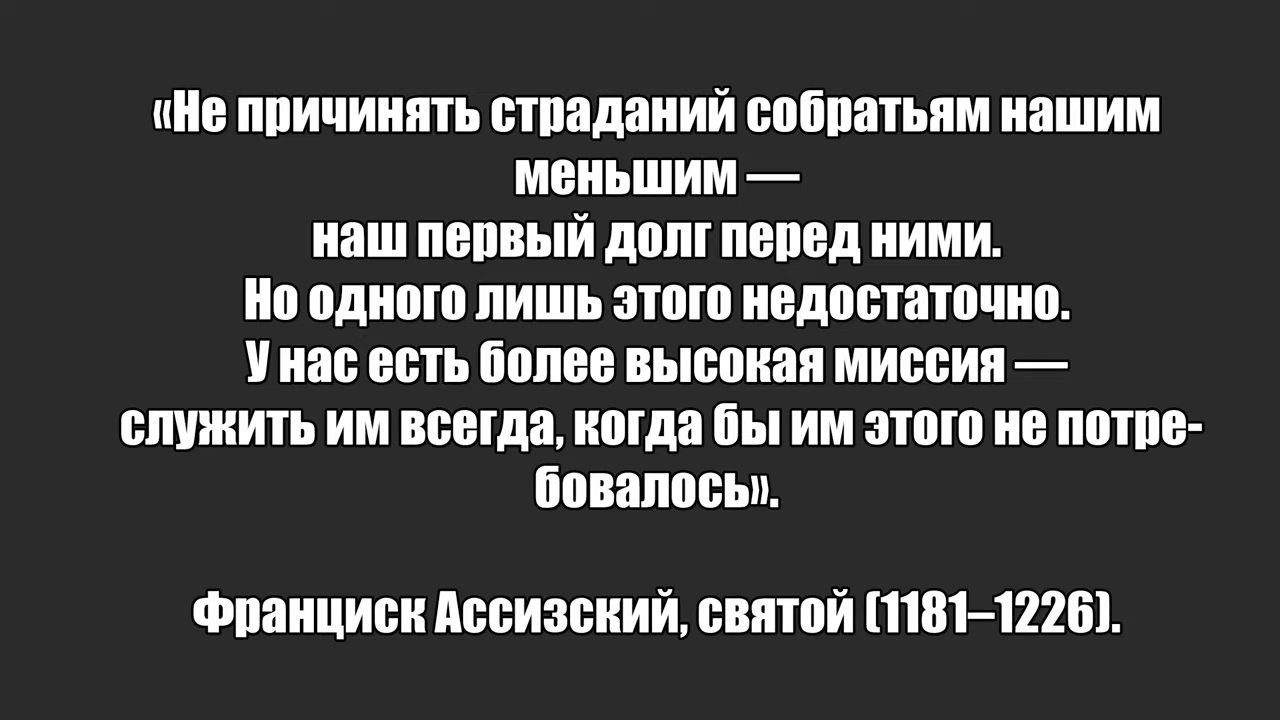 «Не причинять страданий собратьям нашим
меньшим —
наш первый долг перед ними.
Но одного лишь этого недостаточно.
У нас есть более высокая миссия —
служить им всегда, когда бы им этого не потре-
бовалось».
Франциск Ассизский, святой (1181–1226).